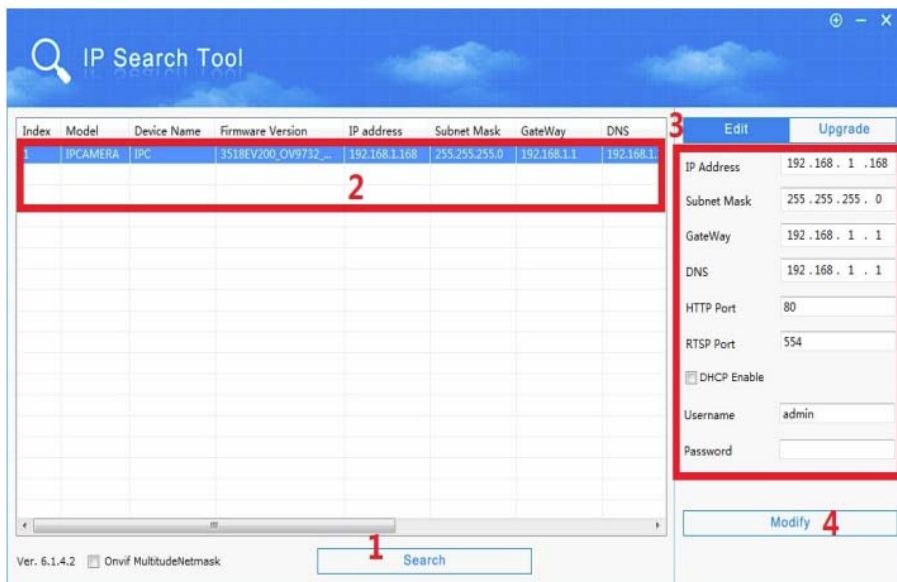 IP Search Tool
Index Model Device Name Firmware Version IP address Subnet Mask GateWay DNS
1 IPCAMERA IPC 3518EV200_OV9732_... 192.168.1.168 255.255.255.0 192.168.1.1 192.168.1.
2
3 Edit Upgrade
IP Address 192.168. 1 .168
Subnet Mask 255.255.255. 0
GateWay 192.168. 1 . 1
DNS 192.168. 1 . 1
HTTP Port 80
RTSP Port 554
DHCP Enable
Username admin
Password
Modify 4
Ver. 6.1.4.2 Onvif MultitudeNetmask 1 Search